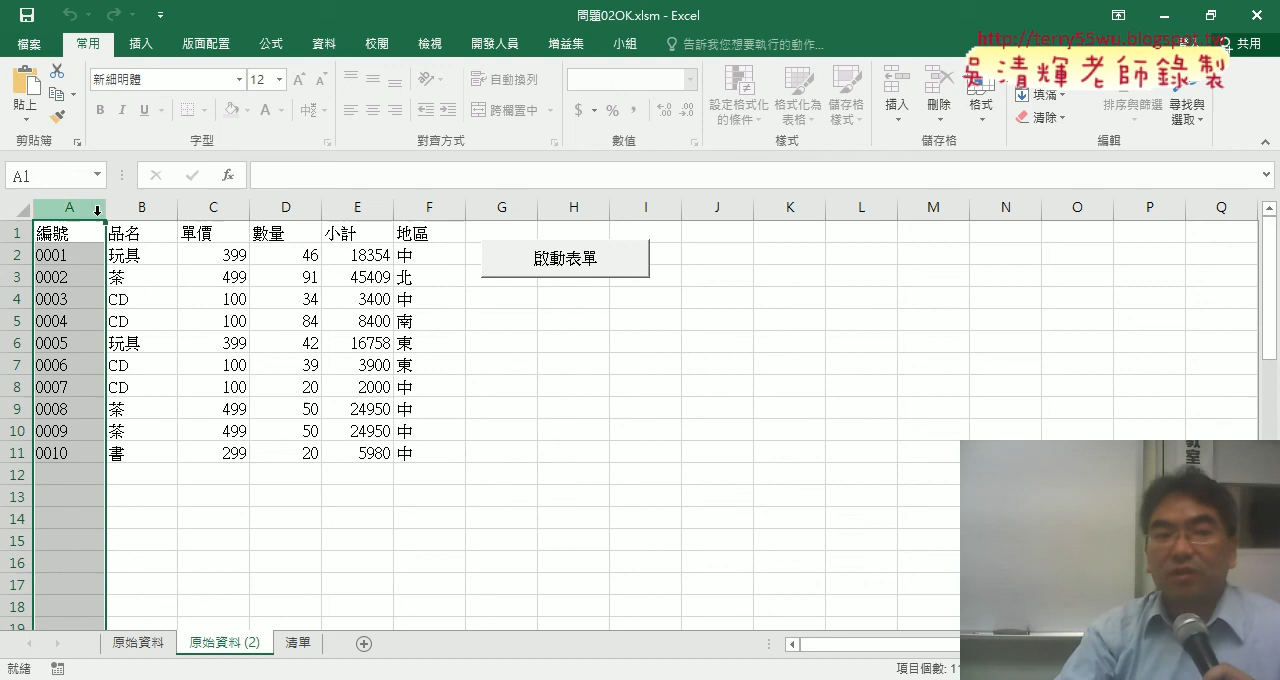 問題02OK.xlsm - Excel
檔案 常用 插入 版面配置 公式 資料 校閱 檢視 開發人員 增益集 小組 告訴我您想要執行的動作... 共用
http://terry55wu.blogspot.tw
吳清輝老師錄製
新細明體 12 自動換列
貼上 B I U A 中 跨欄置中 $ % 設定格式化的條件 格式化為表格 儲存格樣式 插入 刪除 格式 填滿 清除 排序與篩選 尋找與選取
剪貼簿 字型 對齊方式 數值 樣式 儲存格 編輯
A1 fx
A B C D E F G H I J K L M N O P Q
1 編號 品名 單價 數量 小計 地區
2 0001 玩具 399 46 18354 中 啟動表單
3 0002 茶 499 91 45409 北
4 0003 CD 100 34 3400 中
5 0004 CD 100 84 8400 南
6 0005 玩具 399 42 16758 東
7 0006 CD 100 39 3900 東
8 0007 CD 100 20 2000 中
9 0008 茶 499 50 24950 中
10 0009 茶 499 50 24950 中
11 0010 書 299 20 5980 中
12
13
14
15
16
17
18
19
教室
原始資料 原始資料 (2) 清單
就緒 項目個數: 11